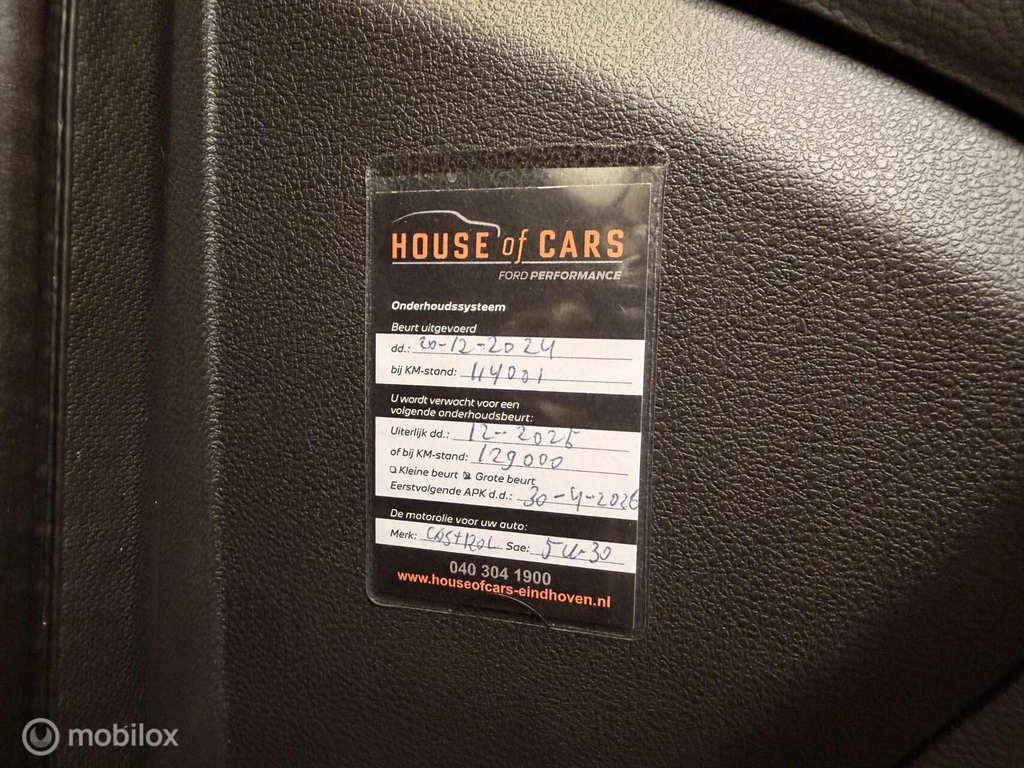 HOUSE of CARS
FORD PERFORMANCE
Onderhoudssysteem
Beurt uitgevoerd
dd.: 20-12-2024
bij KM-stand: 114001
U wordt verwacht voor een
volgende onderhoudsbeurt:
Uiterlijk dd.: 12-2025
of bij KM-stand: 129000
Kleine beurt Grote beurt
Eerstvolgende APK d.d.: 30-4-2026
De motorolie voor uw auto:
Merk: CASTROL Sae: 5W-30
040 304 1900
www.houseofcars-eindhoven.nl
mobilox